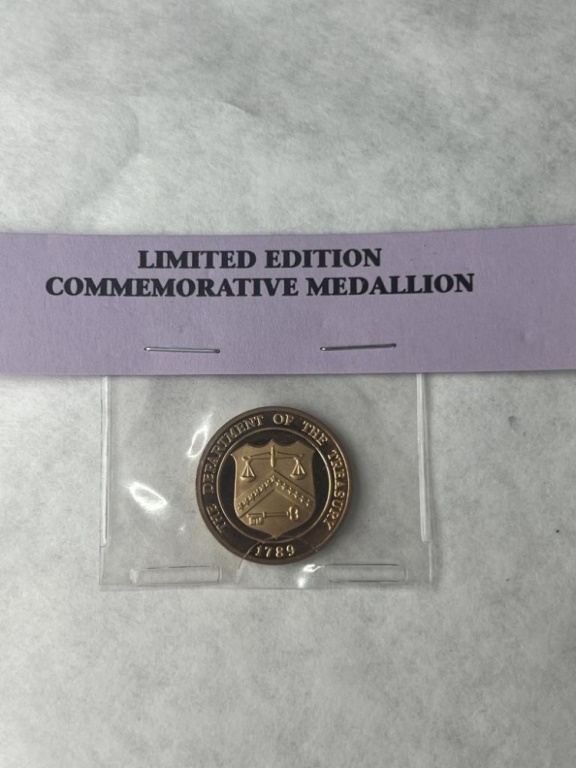 LIMITED EDITION
COMMEMORATIVE MEDALLION
THE DEPARTMENT OF THE TREASURY
1789